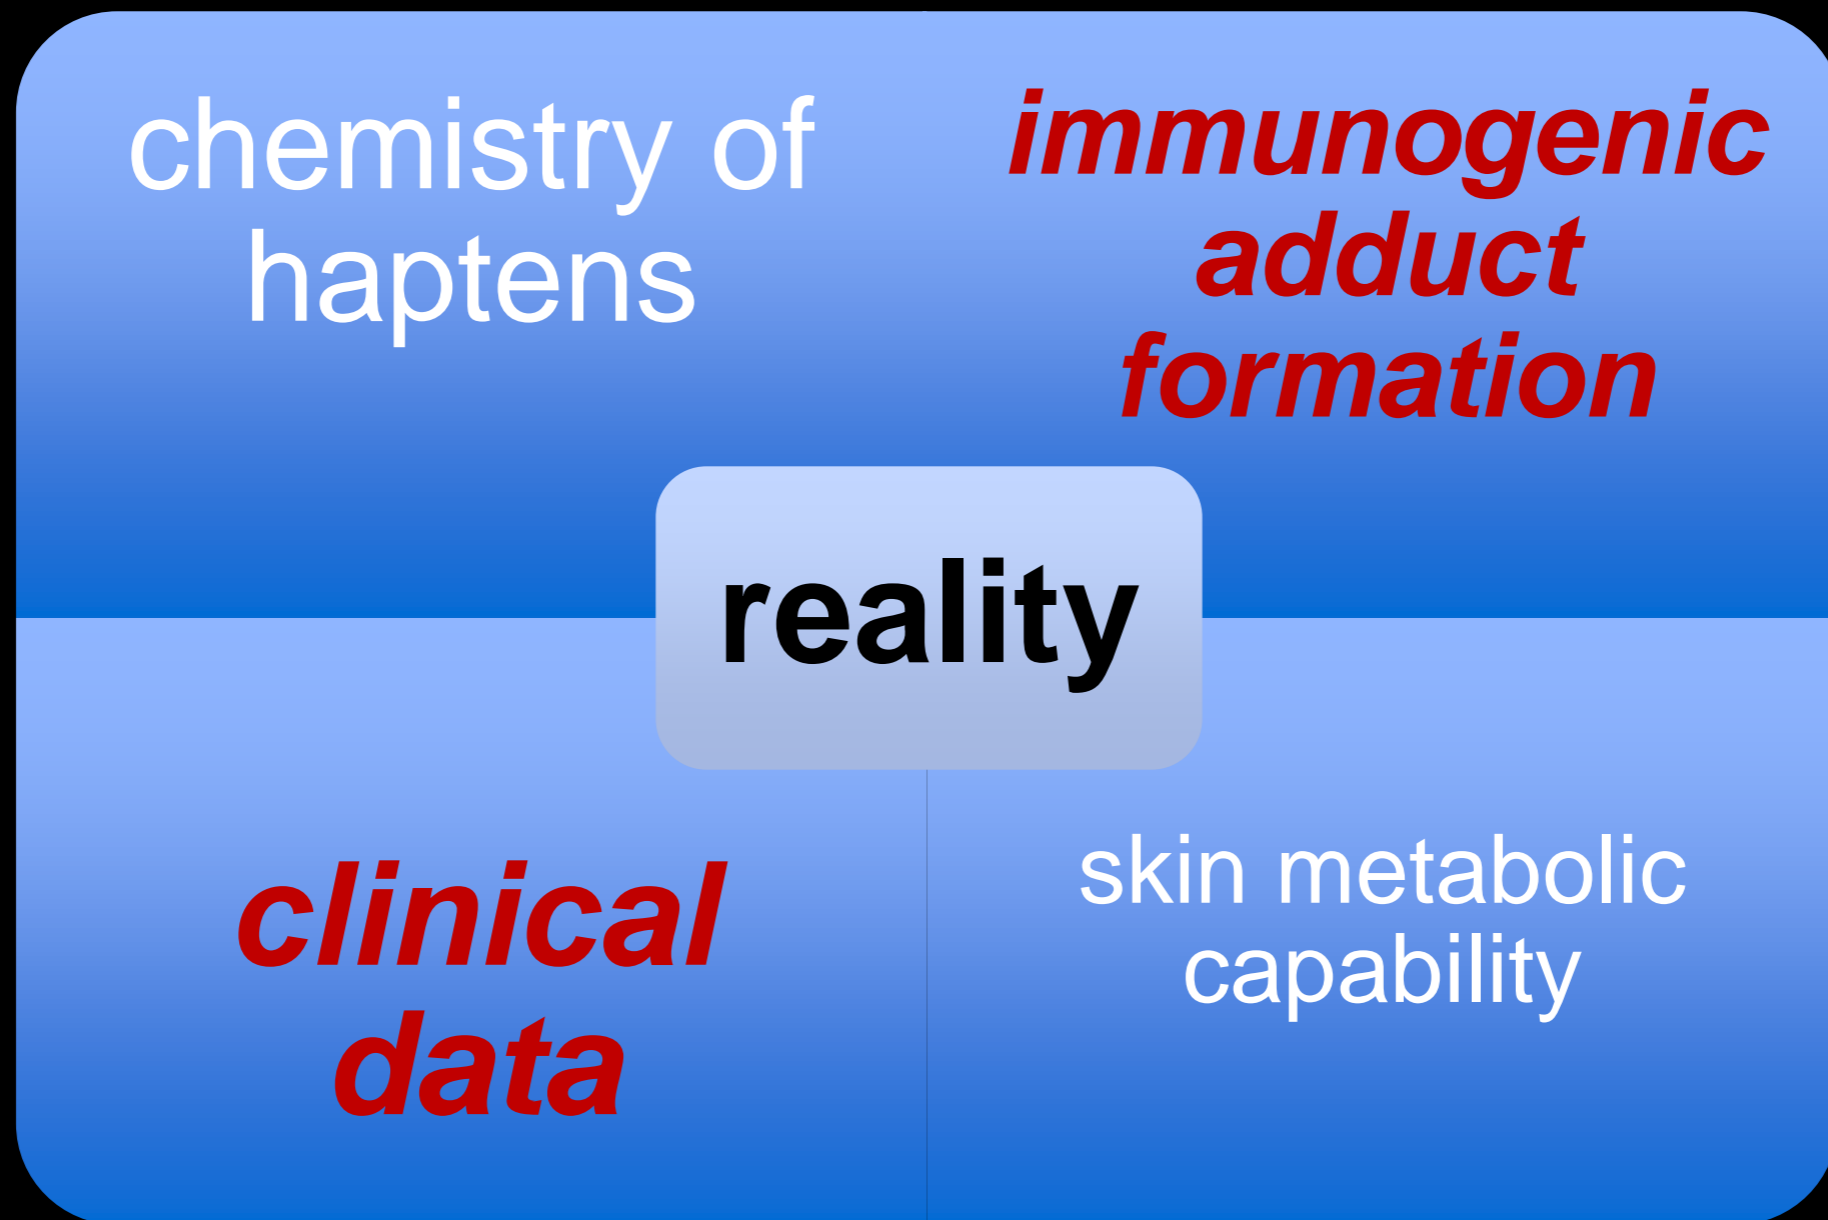 chemistry of
haptens
immunogenic
adduct
formation
reality
clinical
data
skin metabolic
capability